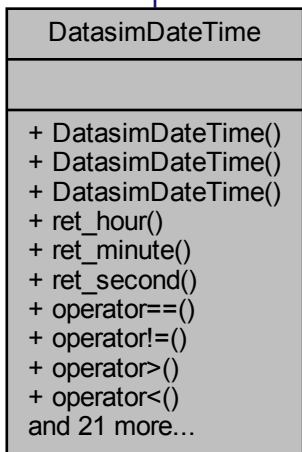 DatasimDateTime
+ DatasimDateTime()
+ DatasimDateTime()
+ DatasimDateTime()
+ ret_hour()
+ ret_minute()
+ ret_second()
+ operator==()
+ operator!=()
+ operator>()
+ operator<()
and 21 more...